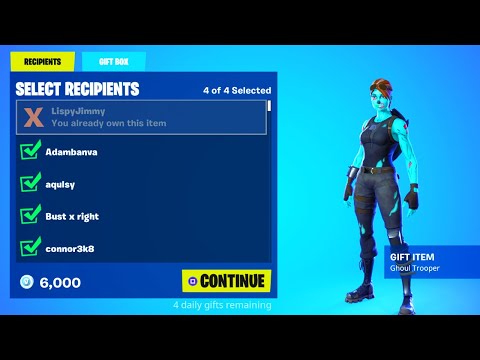 RECIPIENTS
GIFT BOX
SELECT RECIPIENTS
4 of 4 Selected
X LispyJimmy
You already own this item
Adambanva
aqulsy
Bust x right
connor3k8
6,000
CONTINUE
4 daily gifts remaining
GIFT ITEM
Ghoul Trooper